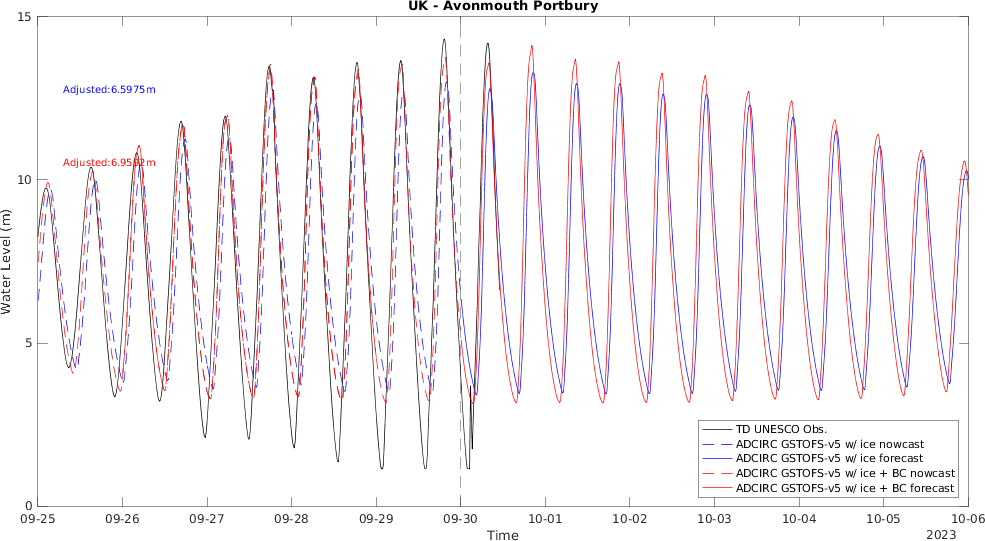 UK - Avonmouth Portbury
15
10
5
0
Water Level (m)
Adjusted:6.5975m
09-25
09-26
09-27
09-28
09-29
09-30
10-01
10-02
10-03
10-04
10-05
10-06
Time
2023
TD UNESCO Obs.
ADCIRC GSTOFS-v5 w/ ice nowcast
ADCIRC GSTOFS-v5 w/ ice forecast
ADCIRC GSTOFS-v5 w/ ice + BC nowcast
ADCIRC GSTOFS-v5 w/ ice + BC forecast